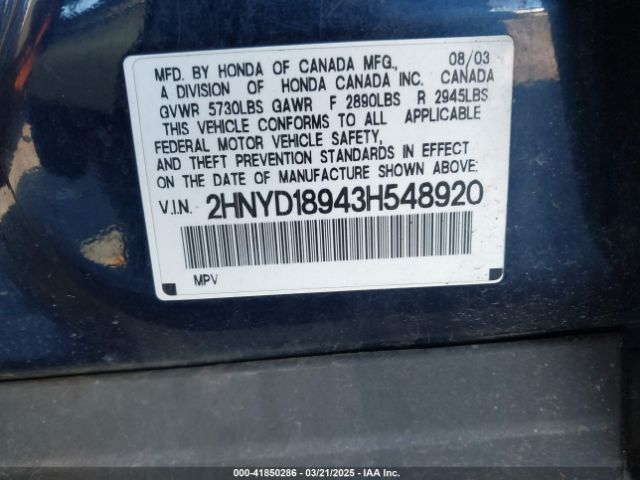 MFD. BY HONDA OF CANADA MFG., 08/03
A DIVISION OF HONDA CANADA INC. CANADA
GVWR 5730LBS GAWR F 2890LBS R 2945LBS
THIS VEHICLE CONFORMS TO ALL APPLICABLE
FEDERAL MOTOR VEHICLE SAFETY,
AND THEFT PREVENTION STANDARDS IN EFFECT
ON THE DATE OF MANUFACTURE SHOWN ABOVE:
V.I.N. 2HNYD18943H548920
MPV
000-41850286 - 03/21/2025 - IAA Inc.